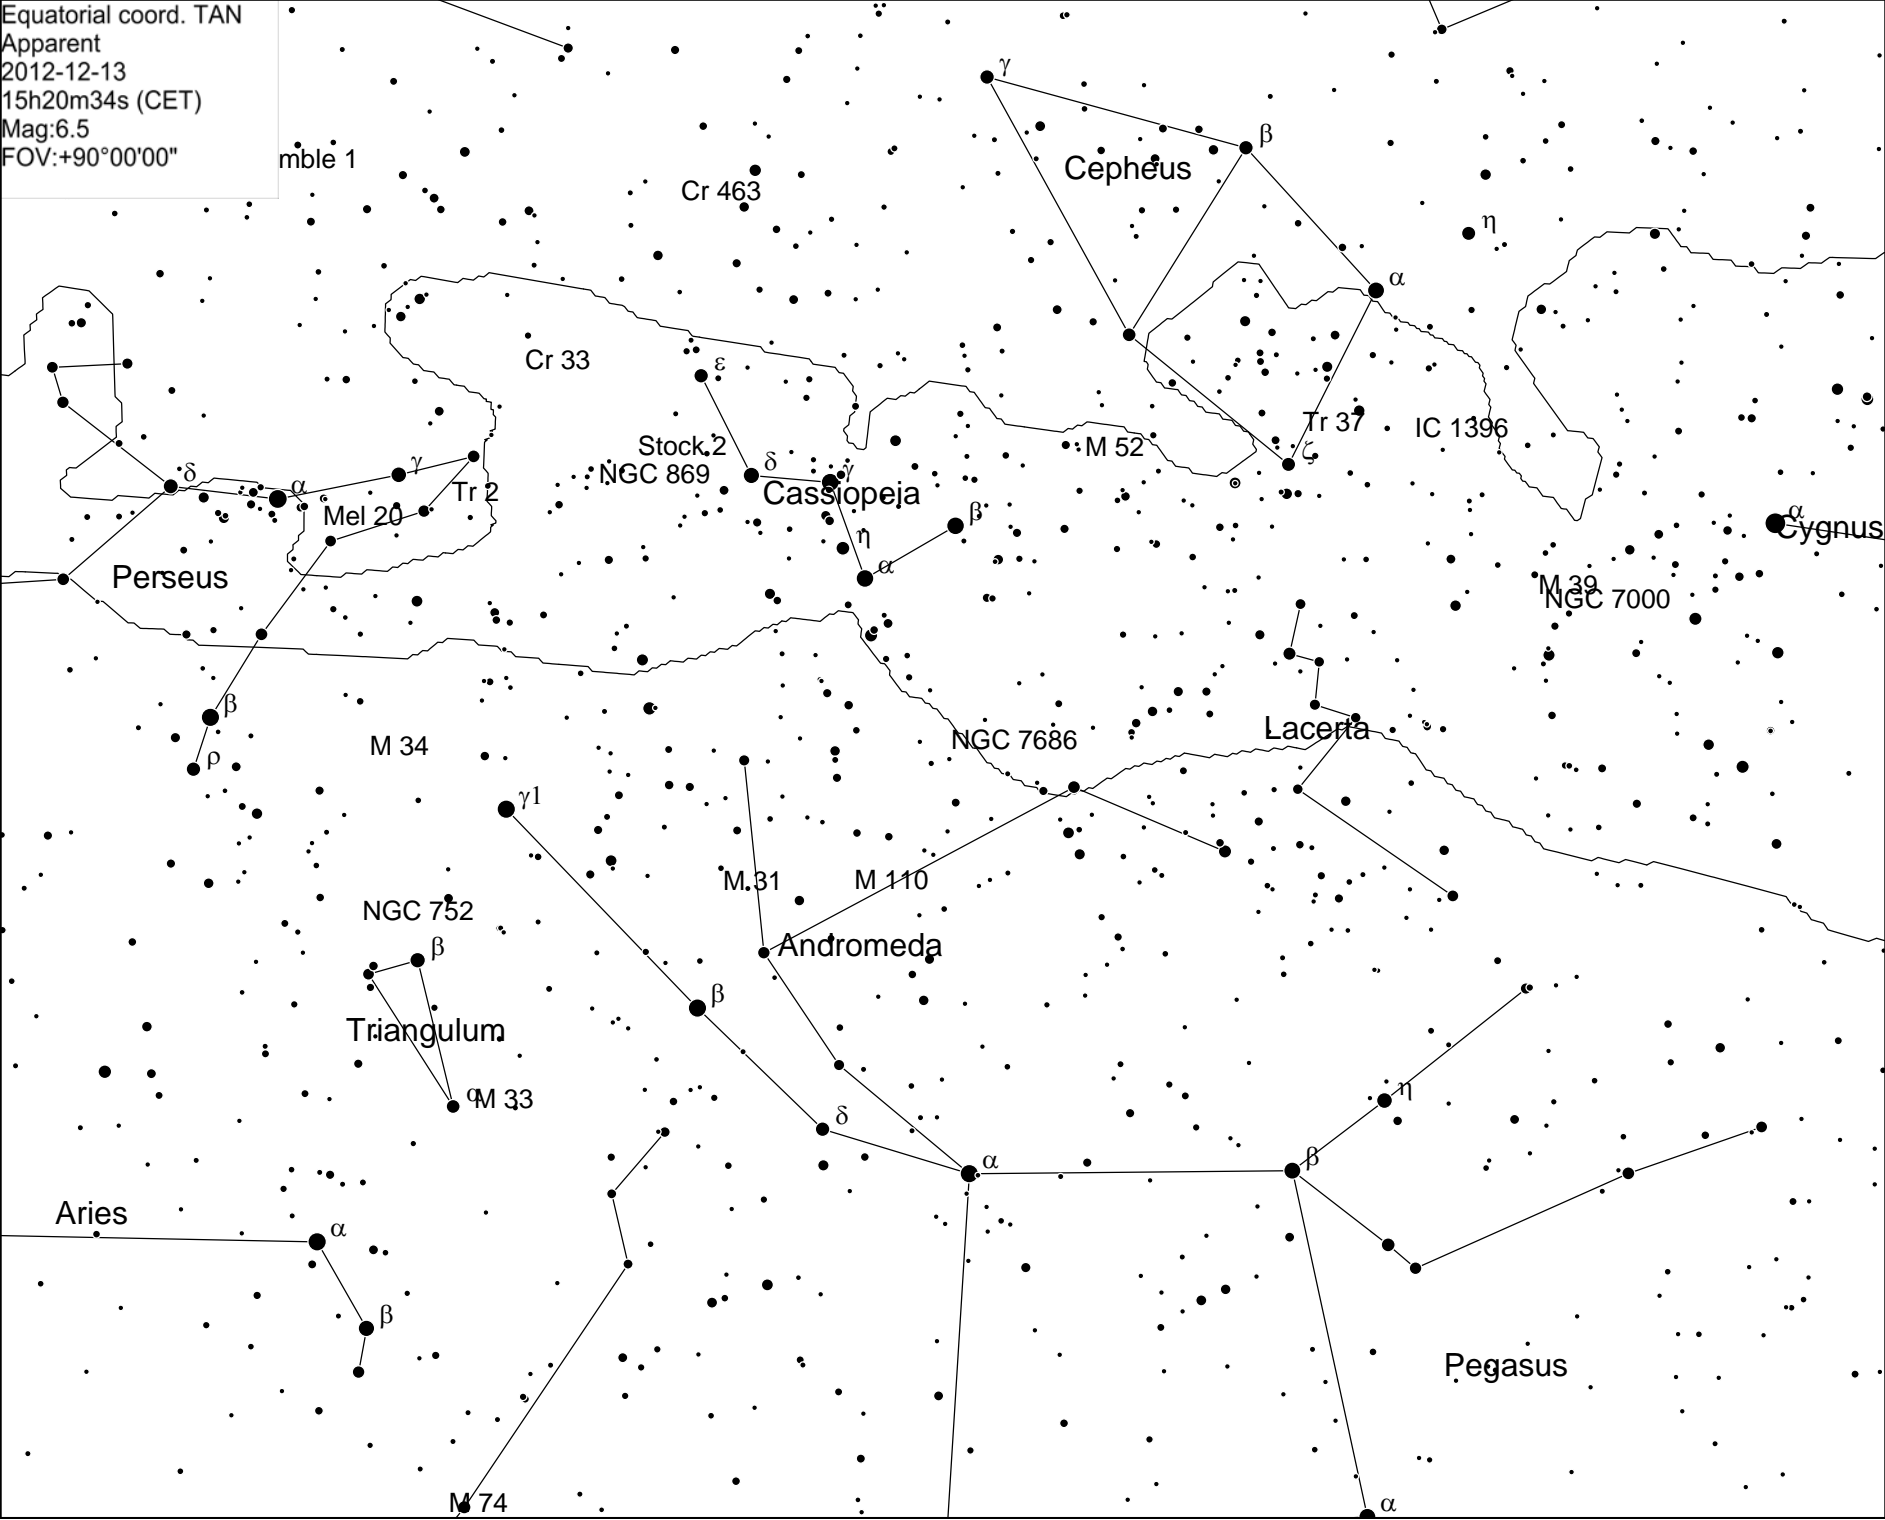 Equatorial coord. TAN
Apparent
2012-12-13
15h20m34s (CET)
Mag:6.5
FOV:+90°00'00"
mble 1
γ
β
Cepheus
Cr 463
η
α
Cr 33
ε
Tr 37
IC 1396
Stock 2
M 52
ζ
NGC 869
δ
γ
Cassiopeja
δ
α
γ
Tr 2
Mel 20
β
α
Cygnus
η
α
Perseus
M 39
NGC 7000
β
ρ
M 34
NGC 7686
Lacerta
γ1
M 31
M 110
NGC 752
β
Andromeda
β
Triangulum
α
M 33
δ
η
α
β
Aries
α
β
Pegasus
M 74
α